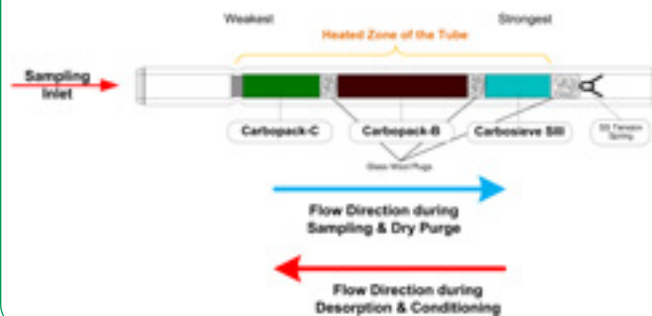 Weakest
Strongest
Heated Zone of the Tube
Sampling
Inlet
Carbopack-C
Carbopack-B
Carbosieve SIII
SS Tension
Spring
Glass Wool Plugs
Flow Direction during
Sampling & Dry Purge
Flow Direction during
Desorption & Conditioning